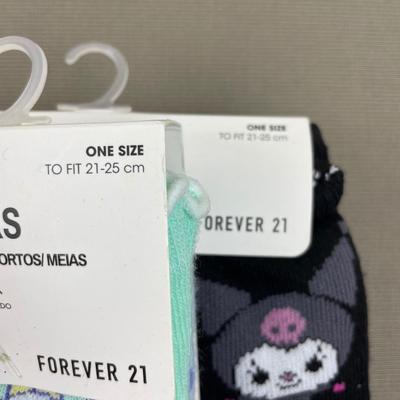 ONE SIZE
TO FIT 21-25 cm
AS
ORTOS/ MEIAS
DO
FOREVER 21
ONE SIZE
TO FIT 21-25 cm
FOREVER 21